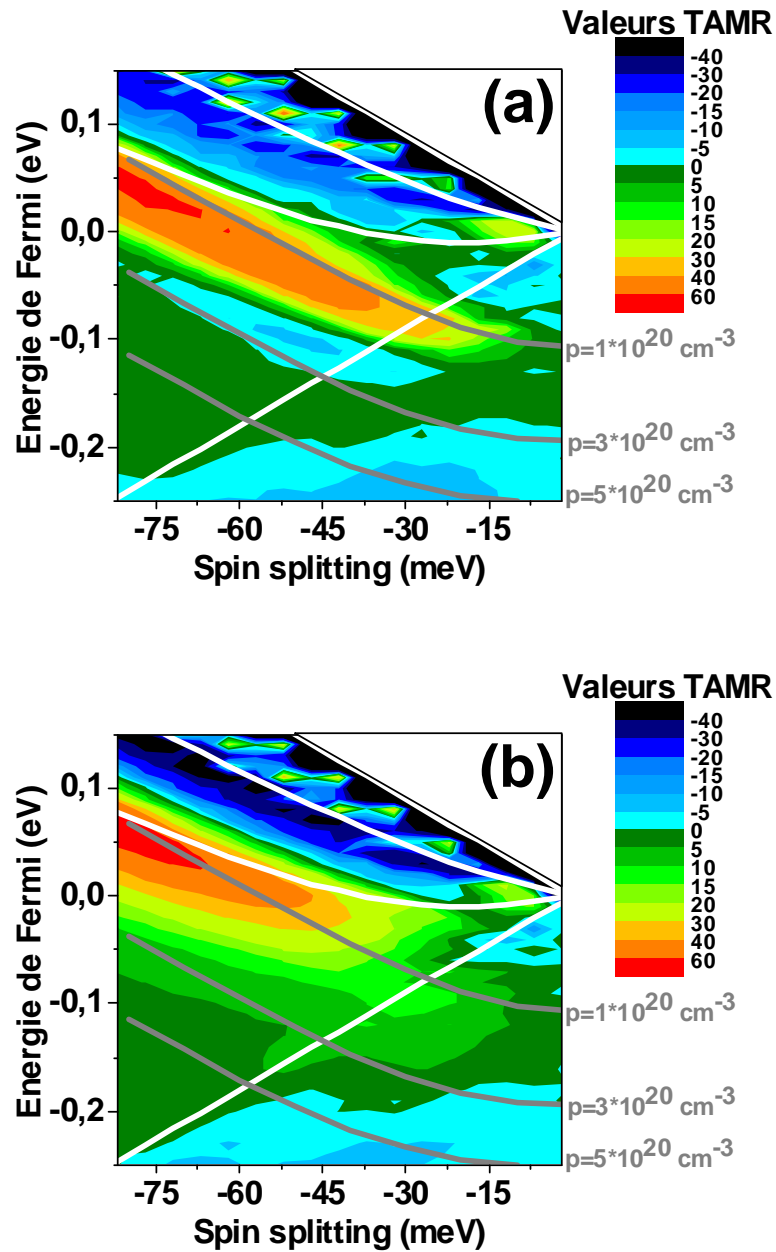 Valeurs TAMR
(a)
-40
-30
-20
-15
-10
-5
0
5
10
15
20
30
40
60
0,1
0,0
-0,1
-0,2
Energie de Fermi (eV)
p=1*10^20 cm^-3
p=3*10^20 cm^-3
p=5*10^20 cm^-3
-75 -60 -45 -30 -15
Spin splitting (meV)
Valeurs TAMR
(b)
-40
-30
-20
-15
-10
-5
0
5
10
15
20
30
40
60
0,1
0,0
-0,1
-0,2
Energie de Fermi (eV)
p=1*10^20 cm^-3
p=3*10^20 cm^-3
p=5*10^20 cm^-3
-75 -60 -45 -30 -15
Spin splitting (meV)